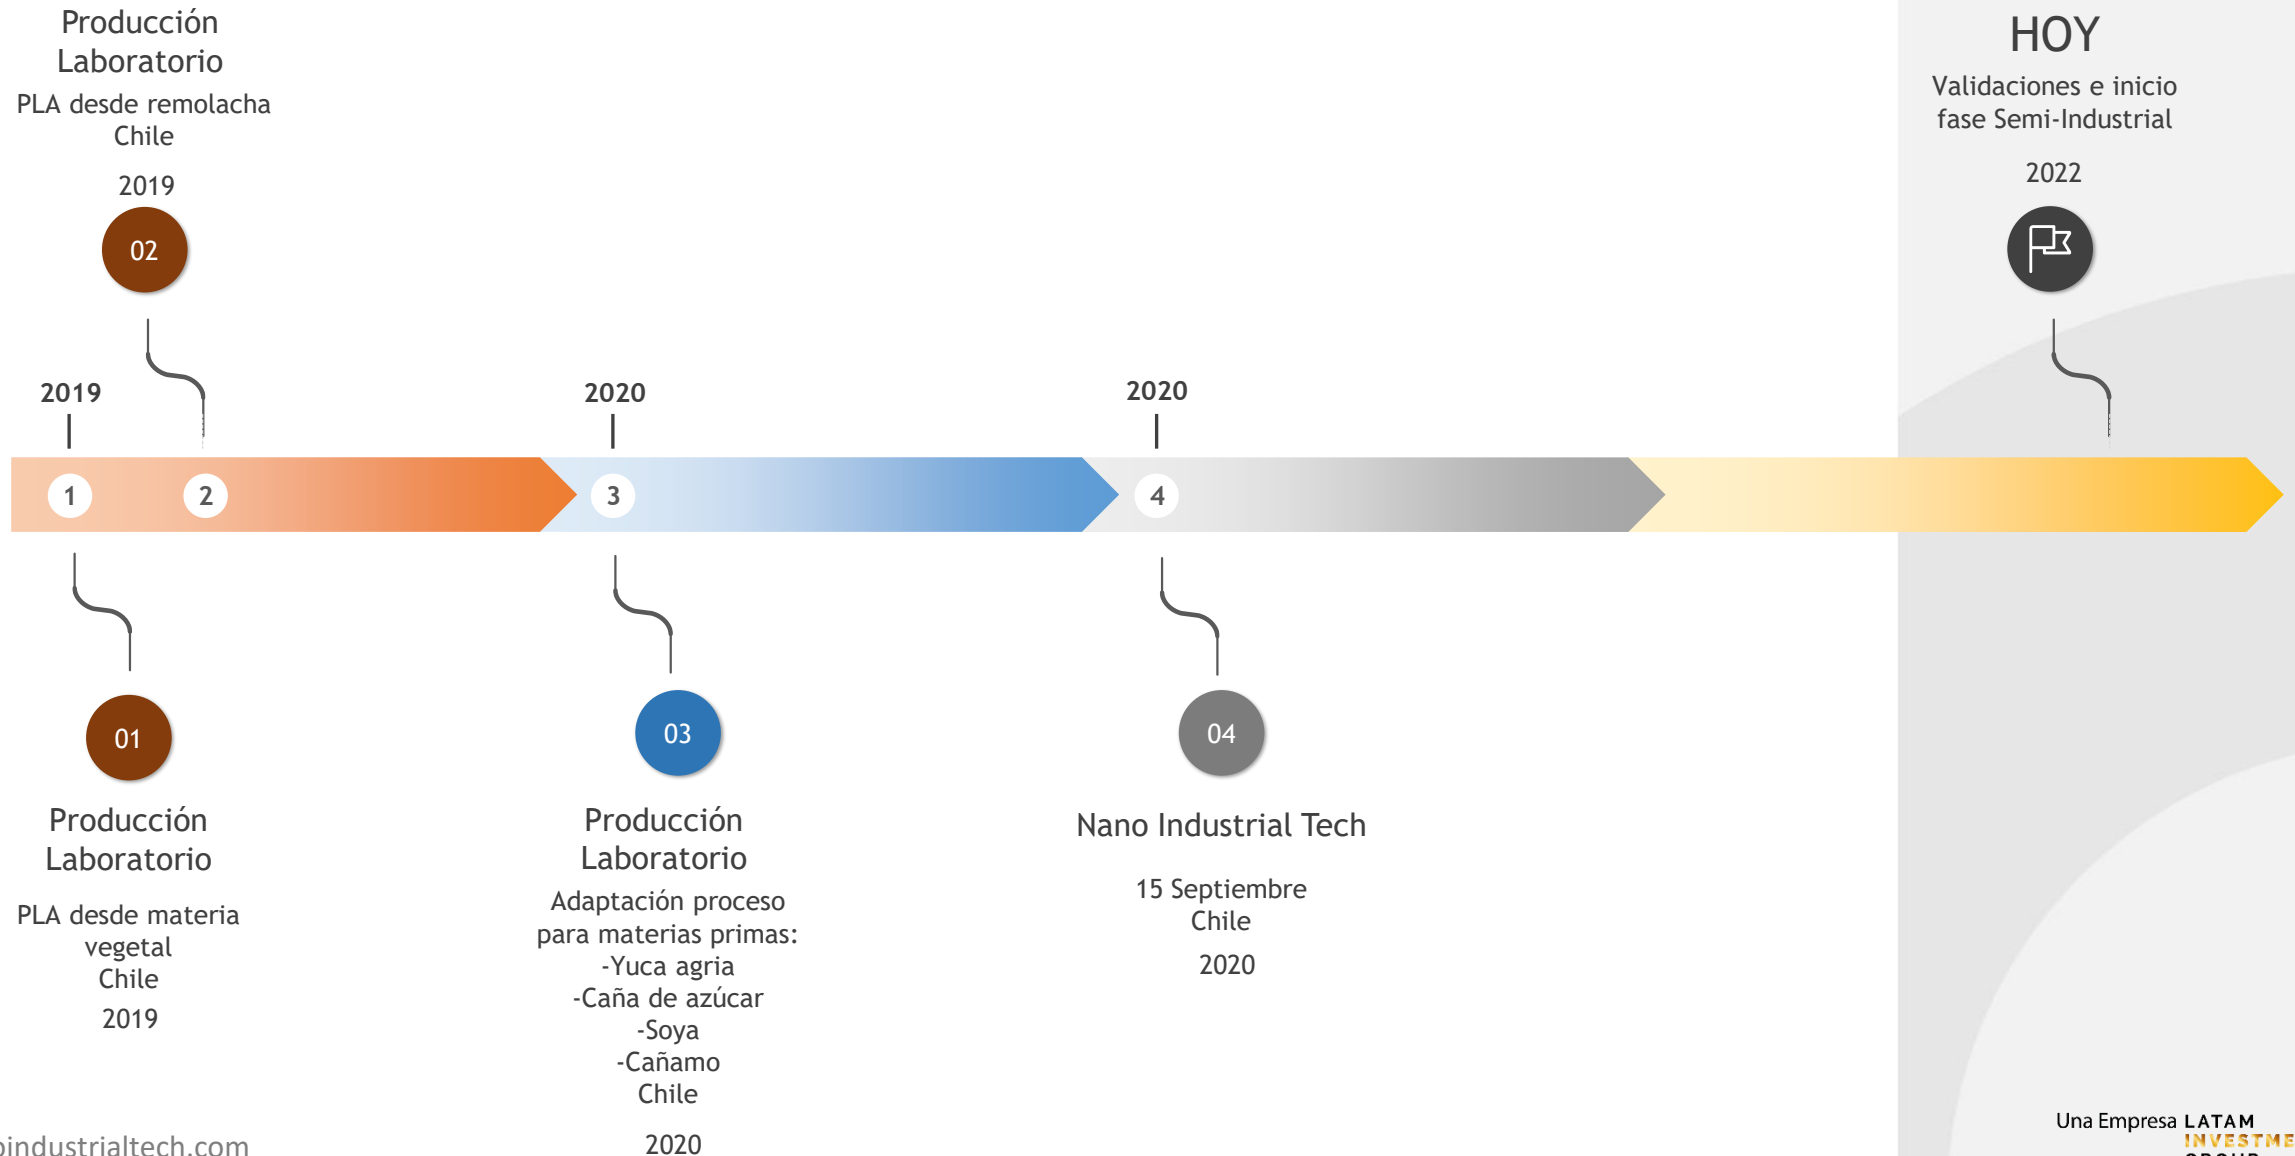 Producción
Laboratorio
PLA desde remolacha
Chile
2019
02
HOY
Validaciones e inicio
fase Semi-Industrial
2022
2019
2020
2020
1
2
3
4
01
Producción
Laboratorio
PLA desde materia
vegetal
Chile
2019
03
Producción
Laboratorio
Adaptación proceso
para materias primas:
-Yuca agria
-Caña de azúcar
-Soya
-Cañamo
Chile
2020
04
Nano Industrial Tech
15 Septiembre
Chile
2020
oindustrialtech.com
Una Empresa LATAM
INVESTME